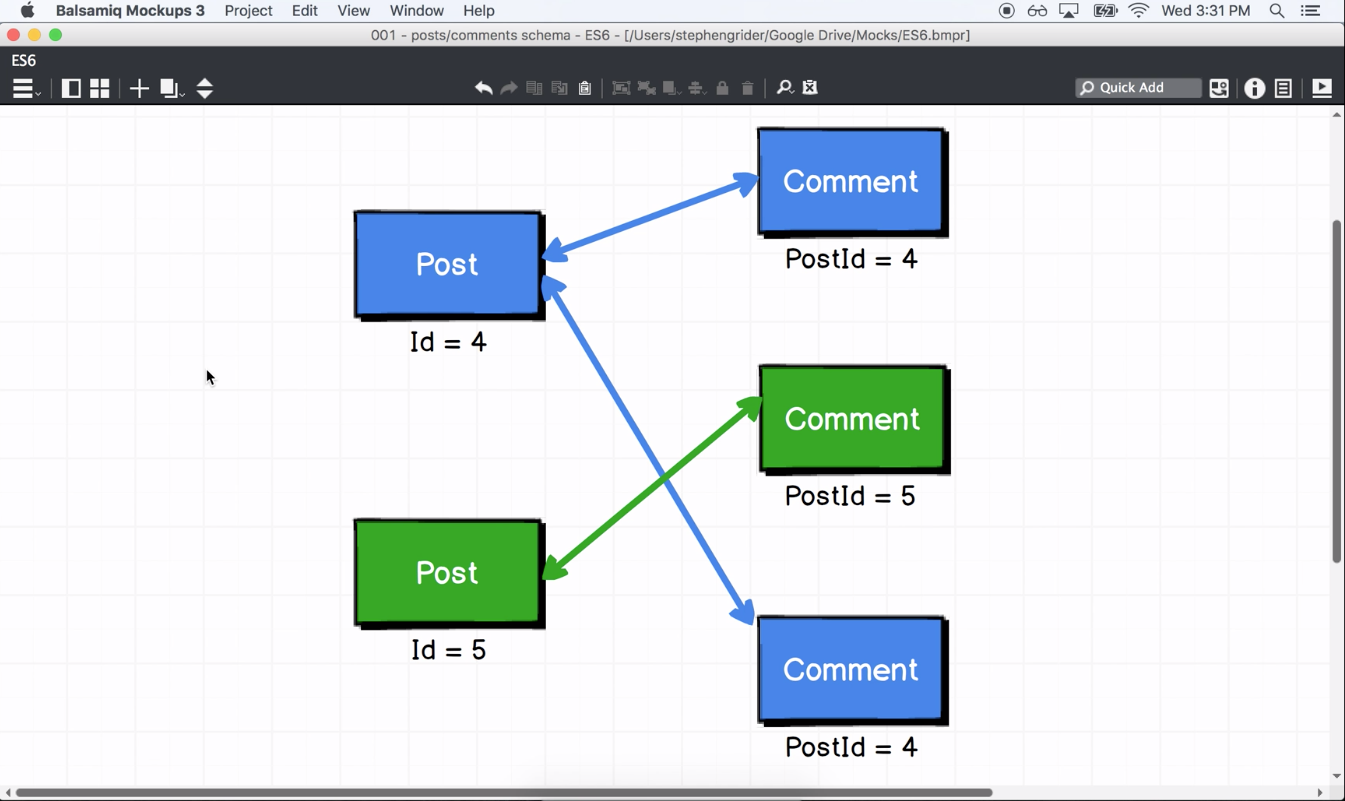 Balsamiq Mockups 3 Project Edit View Window Help Wed 3:31 PM
001 - posts/comments schema - ES6 - [/Users/stephengrider/Google Drive/Mocks/ES6.bmpr]
ES6
Quick Add
Comment
PostId = 4
Post
Id = 4
Comment
PostId = 5
Post
Id = 5
Comment
PostId = 4